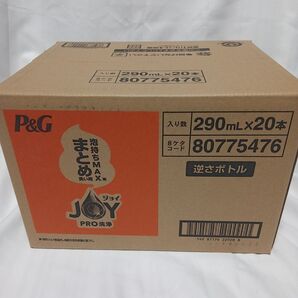 P&G
泡持ちMAX※
まとめ
洗い用
ジョイ
JOY
PRO洗浄
入り数
290mL×20本
8ケタ
コード
80775476
逆さボトル
80775476